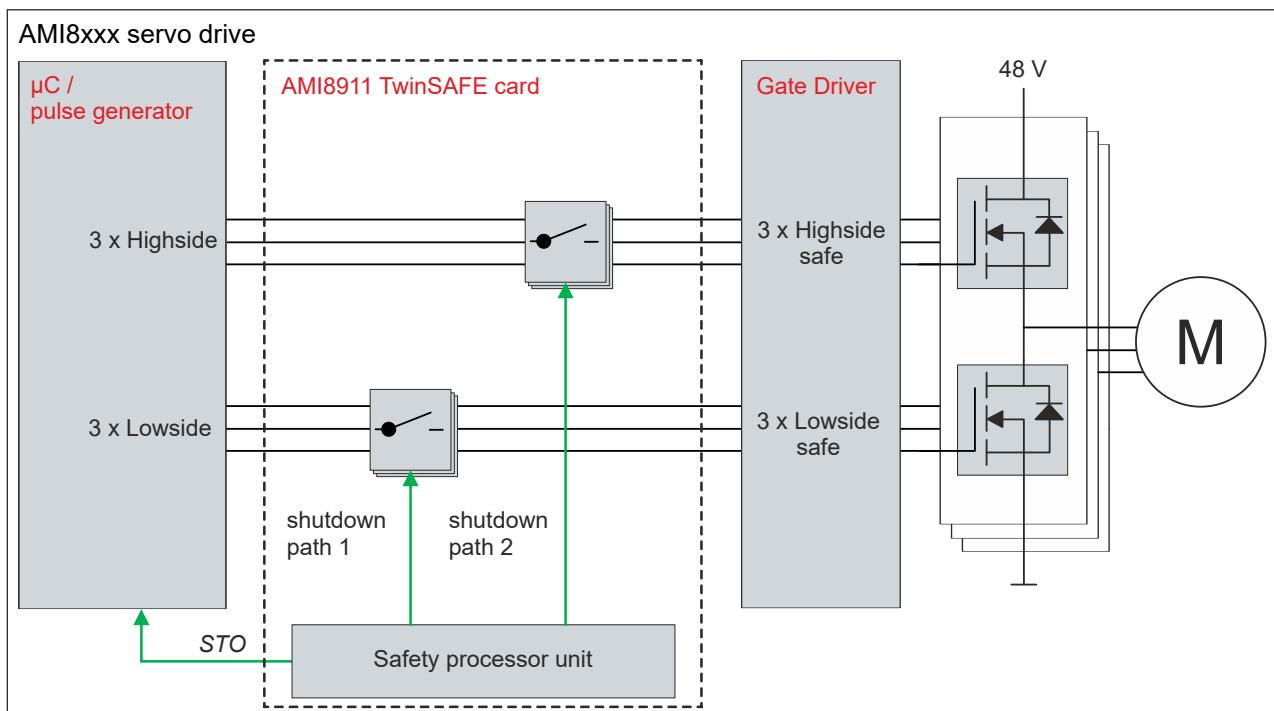 AMI8xxx servo drive
µC /
pulse generator
AMI8911 TwinSAFE card
Gate Driver
48 V
3 x Highside
3 x Highside
safe
M
3 x Lowside
3 x Lowside
safe
shutdown
path 1
shutdown
path 2
STO
Safety processor unit